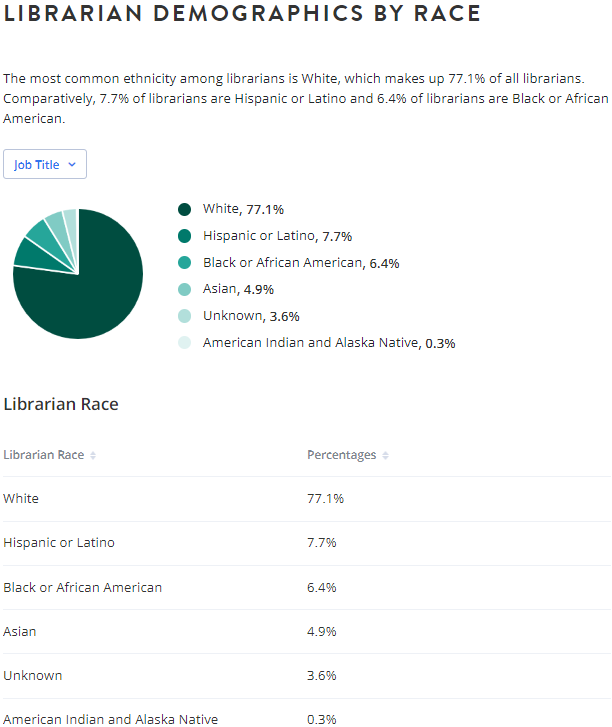 LIBRARIAN DEMOGRAPHICS BY RACE
The most common ethnicity among librarians is White, which makes up 77.1% of all librarians.
Comparatively, 7.7% of librarians are Hispanic or Latino and 6.4% of librarians are Black or African
American.
Job Title
White, 77.1%
Hispanic or Latino, 7.7%
Black or African American, 6.4%
Asian, 4.9%
Unknown, 3.6%
American Indian and Alaska Native, 0.3%
Librarian Race
Librarian Race Percentages
White 77.1%
Hispanic or Latino 7.7%
Black or African American 6.4%
Asian 4.9%
Unknown 3.6%
American Indian and Alaska Native 0.3%